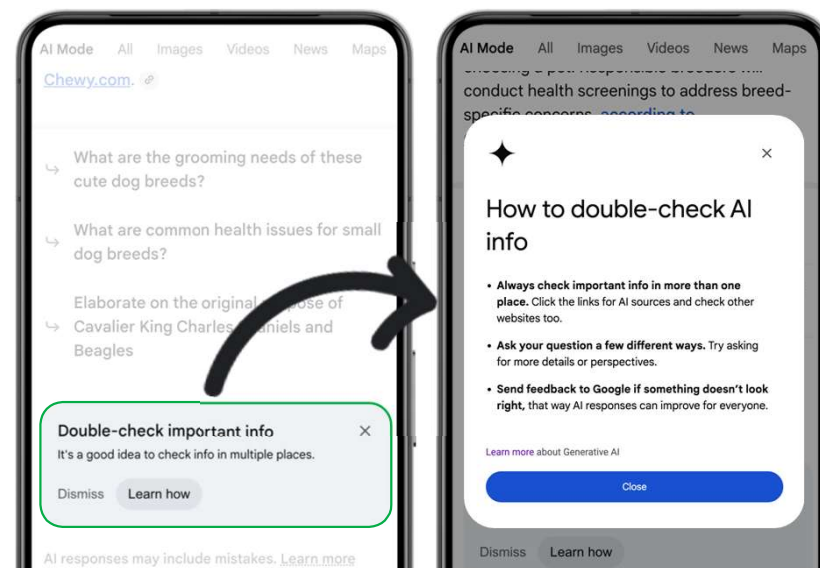 AI Mode All Images Videos News Maps
Chewy.com.
What are the grooming needs of these
cute dog breeds?
What are common health issues for small
dog breeds?
Elaborate on the original purpose of
Cavalier King Charles Spaniels and
Beagles
Double-check important info
It's a good idea to check info in multiple places.
Dismiss Learn how
AI responses may include mistakes. Learn more
AI Mode All Images Videos News Maps
conduct health screenings to address breed-
specific concerns, according to
How to double-check AI
info
• Always check important info in more than one
place. Click the links for AI sources and check other
websites too.
• Ask your question a few different ways. Try asking
for more details or perspectives.
• Send feedback to Google if something doesn't look
right, that way AI responses can improve for everyone.
Learn more about Generative AI
Close
Dismiss Learn how